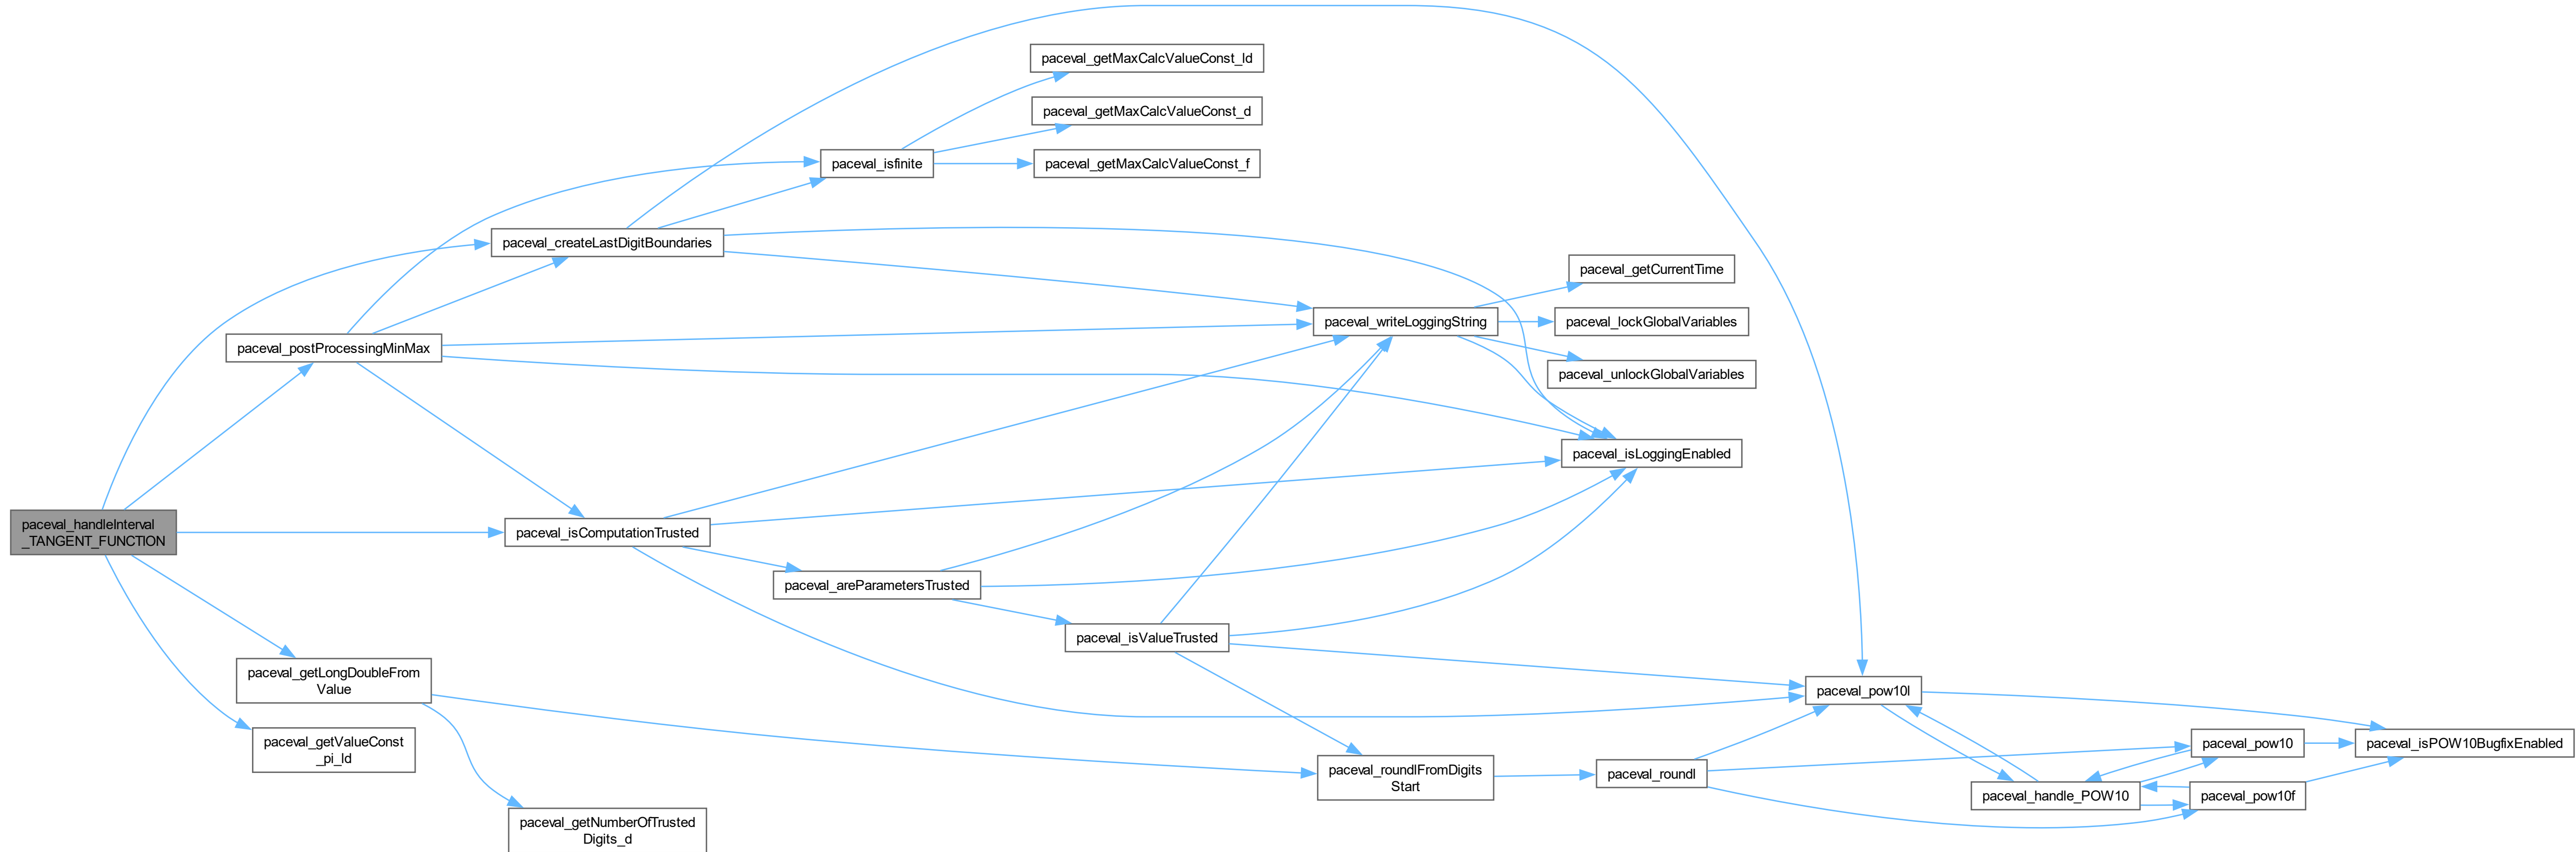 paceval_getMaxCalcValueConst_ld
paceval_getMaxCalcValueConst_d
paceval_isfinite
paceval_getMaxCalcValueConst_f
paceval_createLastDigitBoundaries
paceval_getCurrentTime
paceval_writeLoggingString
paceval_lockGlobalVariables
paceval_postProcessingMinMax
paceval_unlockGlobalVariables
paceval_isLoggingEnabled
paceval_handleInterval
_TANGENT_FUNCTION
paceval_isComputationTrusted
paceval_areParametersTrusted
paceval_isValueTrusted
paceval_getLongDoubleFrom
Value
paceval_pow10l
paceval_getValueConst
_pi_ld
paceval_pow10
paceval_isPOW10BugfixEnabled
paceval_roundlFromDigits
Start
paceval_roundl
paceval_handle_POW10
paceval_pow10f
paceval_getNumberOfTrusted
Digits_d